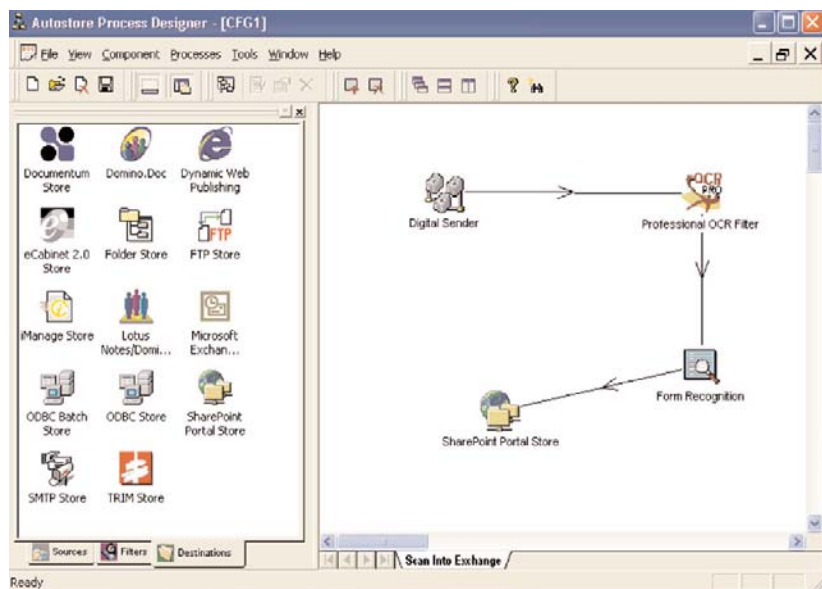 Autostore Process Designer - [CFG1]
File View Component Processes Tools Window Help
Documentum
Store
Domino.Doc
Dynamic Web
Publishing
eCabinet 2.0
Store
Folder Store
FTP
FTP Store
iManage Store
Lotus
Notes/Domi...
Microsoft
Exchan...
ODBC Batch
Store
ODBC Store
SharePoint
Portal Store
SMTP Store
TRIM Store
Sources Filters Destinations
Digital Sender
OCR
PRO
Professional OCR Filter
Form Recognition
SharePoint Portal Store
Scan Into Exchange
Ready